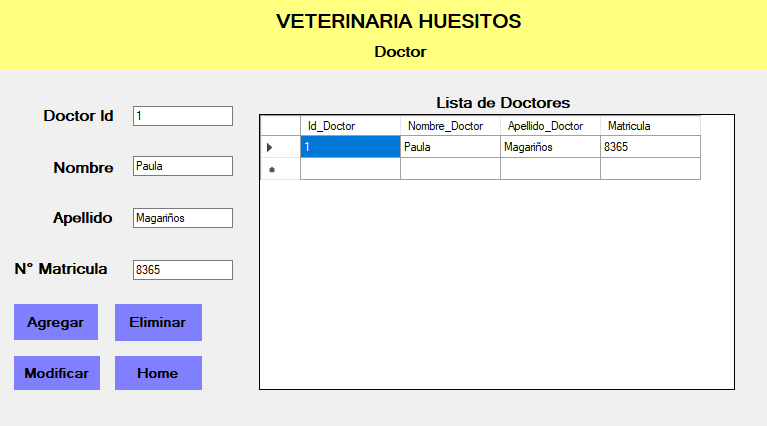 VETERINARIA HUESITOS
Doctor
Doctor Id 1
Nombre Paula
Apellido Magariños
N° Matricula 8365
Agregar Eliminar
Modificar Home
Lista de Doctores
Id_Doctor Nombre_Doctor Apellido_Doctor Matricula
1 Paula Magariños 8365